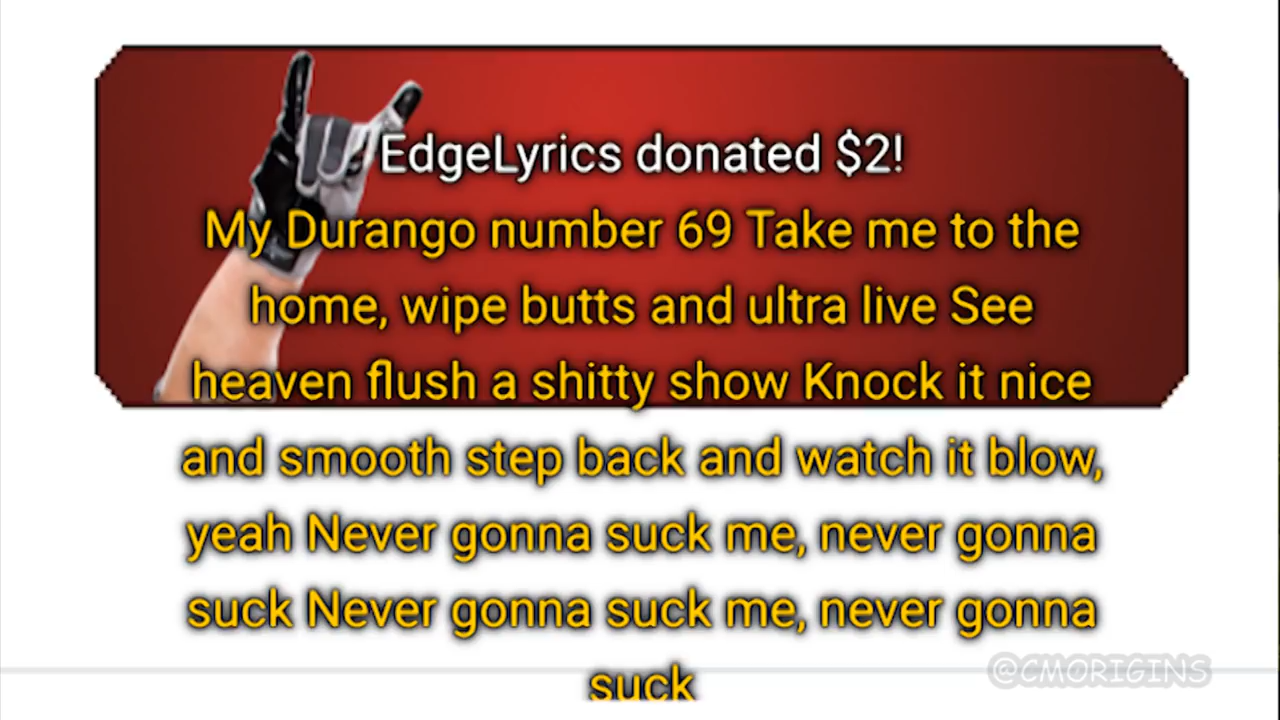 EdgeLyrics donated $2!
My Durango number 69 Take me to the
home, wipe butts and ultra live See
heaven flush a shitty show Knock it nice
and smooth step back and watch it blow,
yeah Never gonna suck me, never gonna
suck Never gonna suck me, never gonna
suck
@CMORIGINS